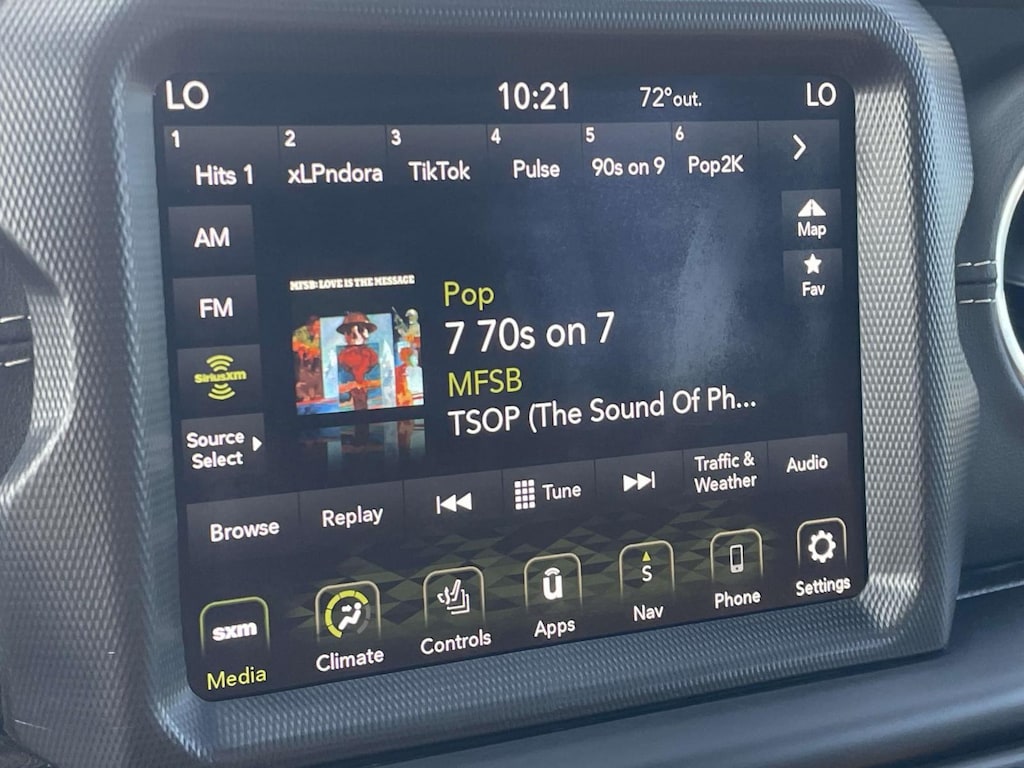 LO 10:21 72°out. LO
1 2 3 4 5 6
Hits 1 xLPndora TikTok Pulse 90s on 9 Pop2K
AM
Map
FM
Fav
MFSB: LOVE IS THE MESSAGE
Pop
7 70s on 7
MFSB
TSOP (The Sound Of Ph...
SiriusXM
Source
Select
Browse Replay Tune Traffic &
Weather
Audio
sxm
Media
Climate
Controls
u
Apps
S
Nav
Phone
Settings